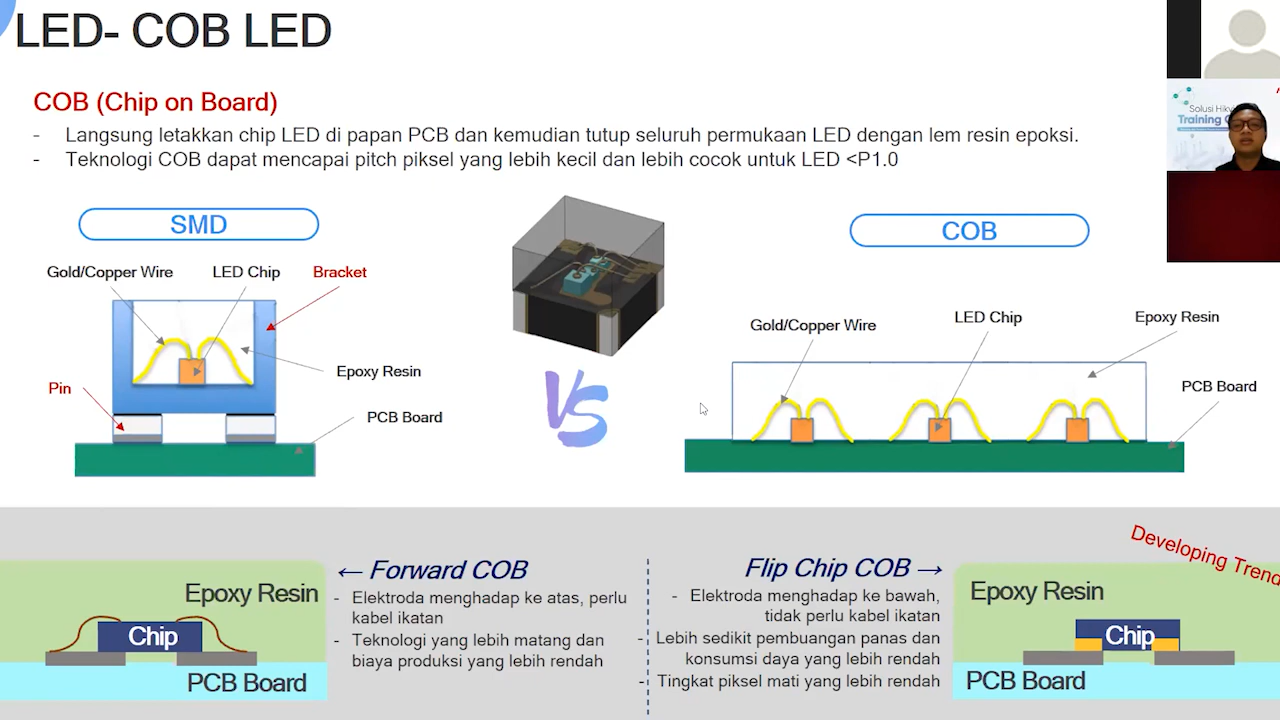 LED- COB LED
COB (Chip on Board)
- Langsung letakkan chip LED di papan PCB dan kemudian tutup seluruh permukaan LED dengan lem resin epoksi.
- Teknologi COB dapat mencapai pitch piksel yang lebih kecil dan lebih cocok untuk LED <P1.0
Solusi Hikv
Training
SMD
Gold/Copper Wire
LED Chip
Bracket
Epoxy Resin
Pin
PCB Board
VS
COB
Gold/Copper Wire
LED Chip
Epoxy Resin
PCB Board
Epoxy Resin
Chip
PCB Board
← Forward COB
- Elektroda menghadap ke atas, perlu
kabel ikatan
- Teknologi yang lebih matang dan
biaya produksi yang lebih rendah
Flip Chip COB →
- Elektroda menghadap ke bawah,
tidak perlu kabel ikatan
- Lebih sedikit pembuangan panas dan
konsumsi daya yang lebih rendah
- Tingkat piksel mati yang lebih rendah
Developing Trend
Epoxy Resin
Chip
PCB Board